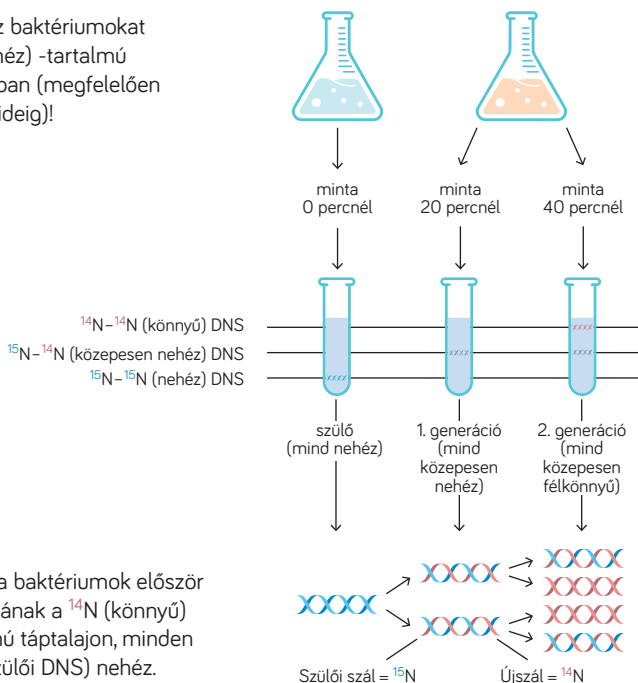 z baktériumokat
héz) -tartalmú
ban (megfelelően
ideig)!
minta
0 percnél
minta
20 percnél
minta
40 percnél
¹⁴N–¹⁴N (könnyű) DNS
¹⁵N–¹⁴N (közepesen nehéz) DNS
¹⁵N–¹⁵N (nehéz) DNS
szülő
(mind nehéz)
1. generáció
(mind
közepesen
nehéz)
2. generáció
(mind
közepesen
félkönnyű)
a baktériumok először
ának a ¹⁴N (könnyű)
ú táptalajon, minden
zülői DNS) nehéz.
Szülői szál = ¹⁵N
Újszál = ¹⁴N